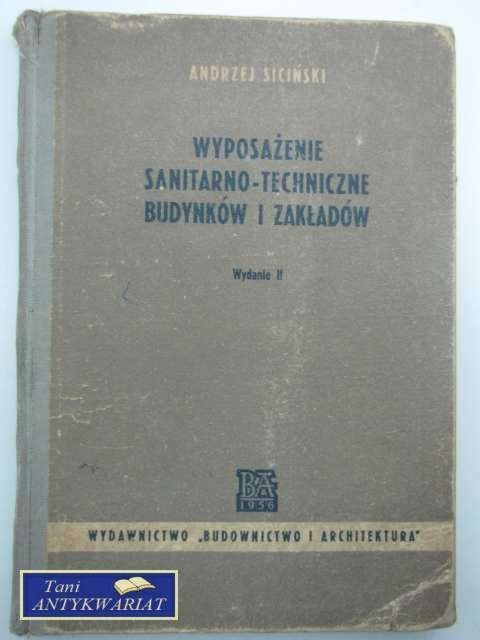 ANDRZEJ SICIŃSKI
WYPOSAŻENIE
SANITARNO-TECHNICZNE
BUDYNKÓW I ZAKŁADÓW
Wydanie II
BA
1956
WYDAWNICTWO „BUDOWNICTWO I ARCHITEKTURA"
Tani
ANTYKWARIAT